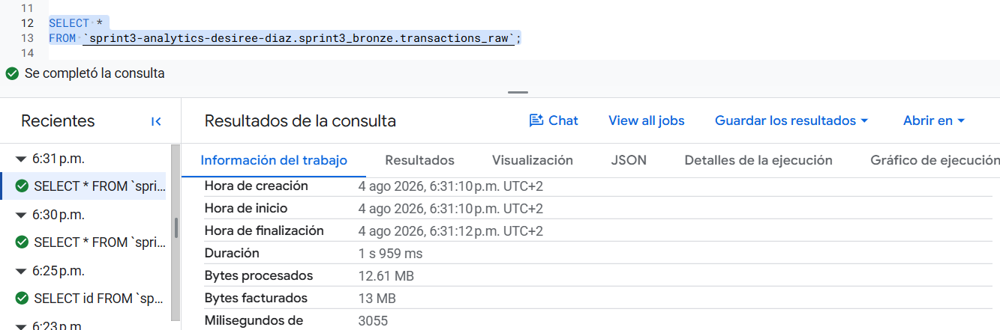 11
12 SELECT *
13 FROM `sprint3-analytics-desiree-diaz.sprint3_bronze.transactions_raw`;
14
Se completó la consulta
Recientes
Resultados de la consulta
Chat
View all jobs
Guardar los resultados
Abrir en
6:31 p.m.
SELECT * FROM `spri...
6:30 p.m.
SELECT * FROM `spri...
6:25 p.m.
SELECT id FROM `sp...
6:23 p.m.
Información del trabajo
Resultados
Visualización
JSON
Detalles de la ejecución
Gráfico de ejecución
Hora de creación 4 ago 2026, 6:31:10 p.m. UTC+2
Hora de inicio 4 ago 2026, 6:31:10 p.m. UTC+2
Hora de finalización 4 ago 2026, 6:31:12 p.m. UTC+2
Duración 1 s 959 ms
Bytes procesados 12.61 MB
Bytes facturados 13 MB
Milisegundos de 3055